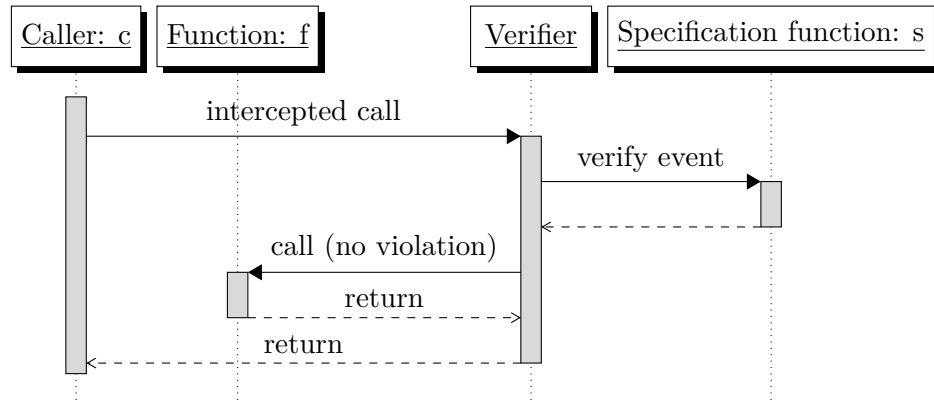 Caller: c
Function: f
Verifier
Specification function: s
intercepted call
verify event
call (no violation)
return
return